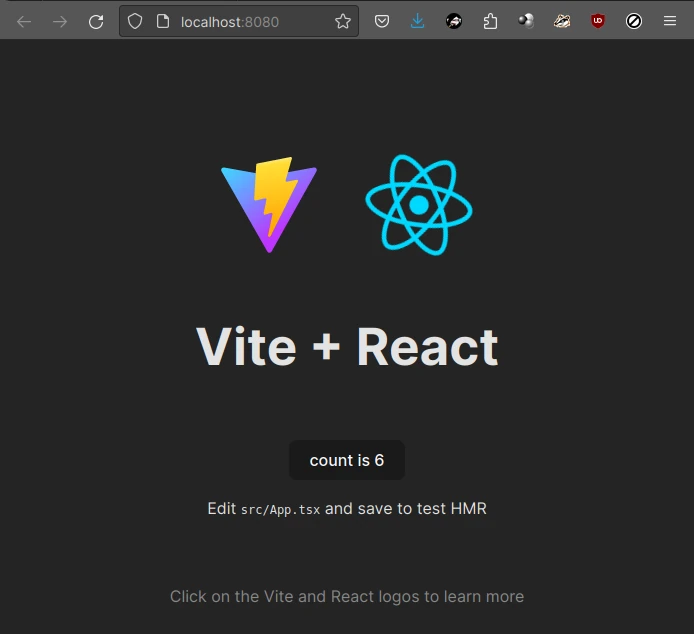 localhost:8080
Vite + React
count is 6
Edit src/App.tsx and save to test HMR
Click on the Vite and React logos to learn more